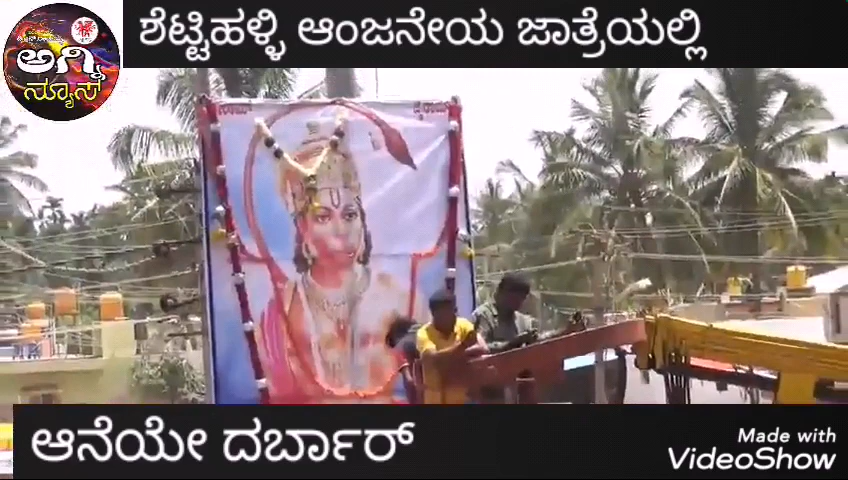 ಶೆಟ್ಟಿಹಳ್ಳಿ ಆಂಜನೇಯ ಜಾತ್ರೆಯಲ್ಲಿ
ಅಗ್ನಿ
ನ್ಯೂಸ್
ಆನೆಯೇ ದರ್ಬಾರ್
Made with
VideoShow